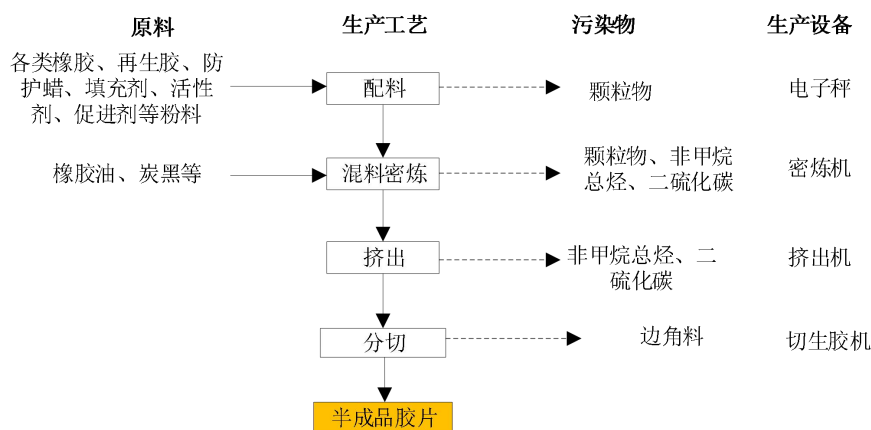 原料 生产工艺 污染物 生产设备
各类橡胶、再生胶、防
护蜡、填充剂、活性
剂、促进剂等粉料
配料
颗粒物
电子秤
橡胶油、炭黑等
混料密炼
颗粒物、非甲烷
总烃、二硫化碳
密炼机
挤出
非甲烷总烃、二
硫化碳
挤出机
分切
边角料
切生胶机
半成品胶片